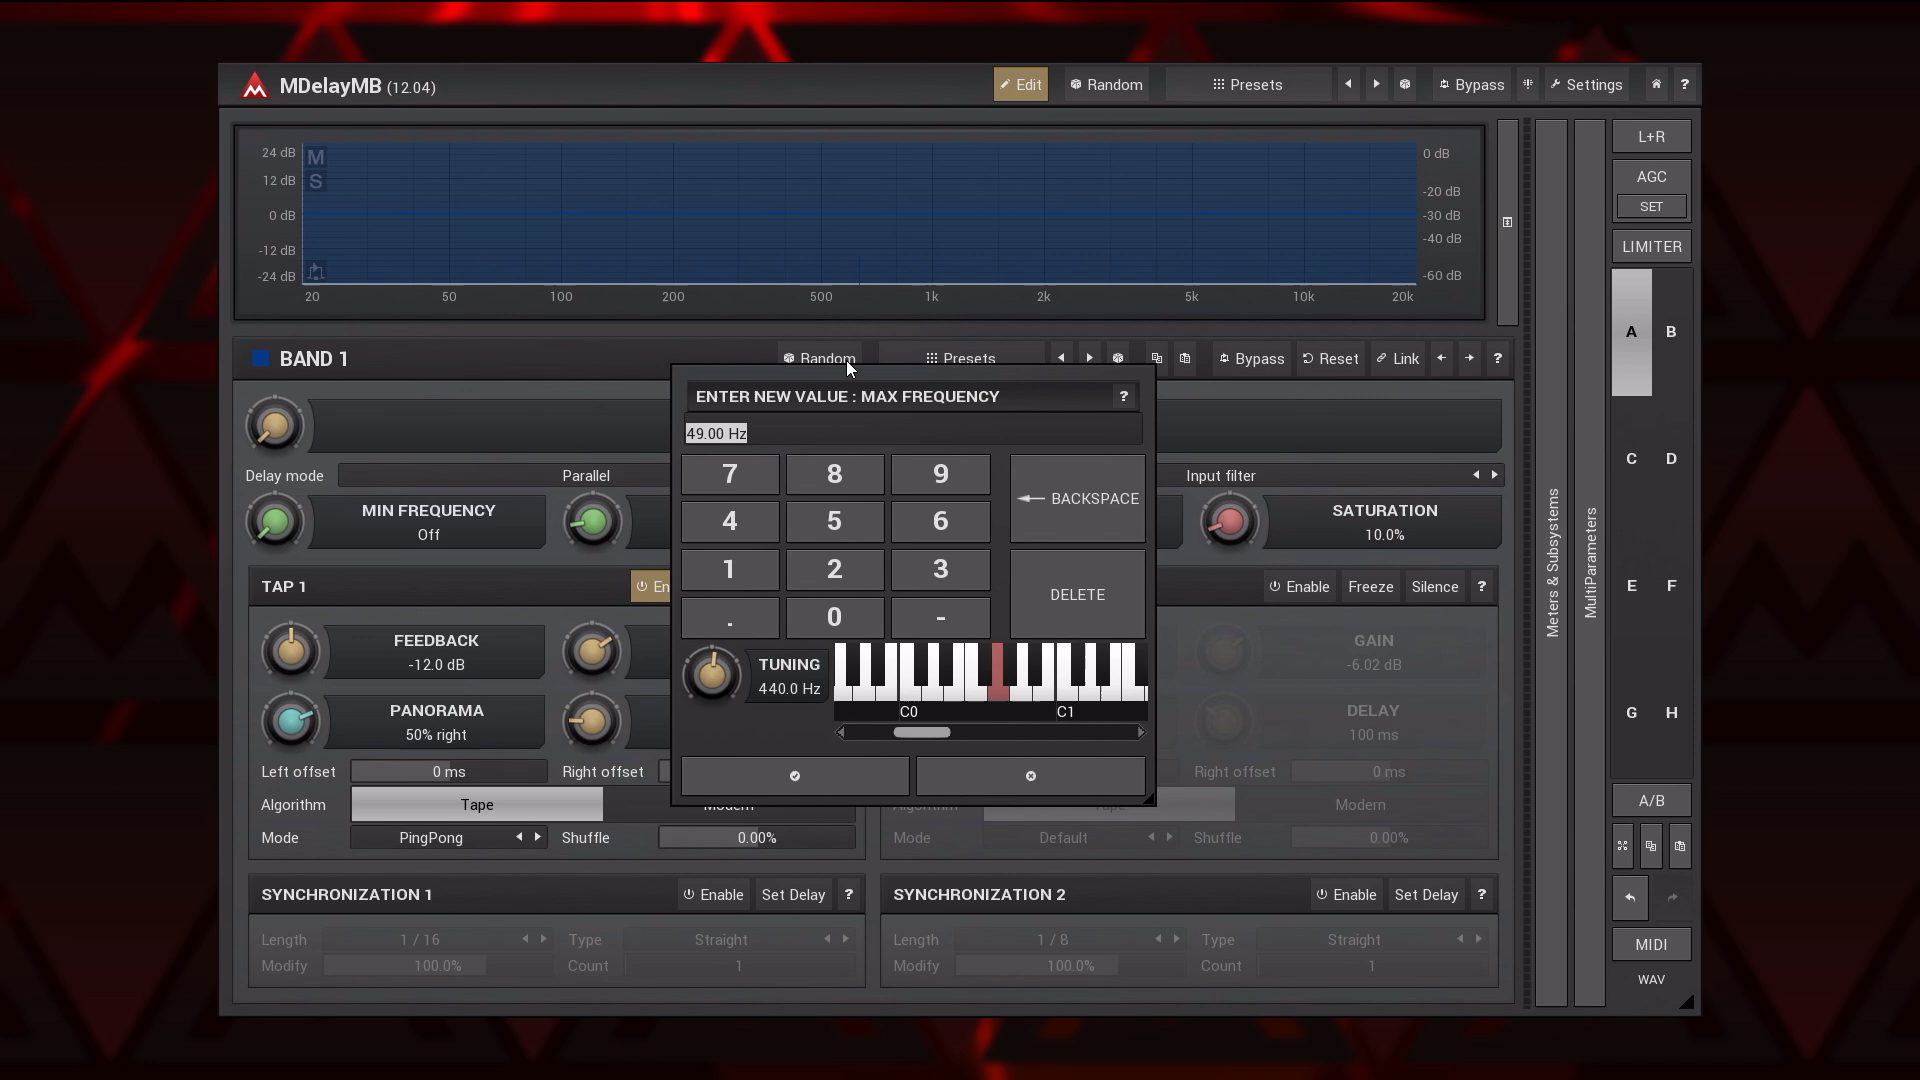 MDelayMB (12.04)
Edit Random Presets Bypass Settings ?
24 dB
12 dB
0 dB
-12 dB
-24 dB
M
S
0 dB
-20 dB
-30 dB
-40 dB
-60 dB
20 50 100 200 500 1k 2k 5k 10k 20k
BAND 1 Random Presets Bypass Reset Link ?
ENTER NEW VALUE : MAX FREQUENCY ?
49.00 Hz
7 8 9 BACKSPACE
4 5 6
1 2 3 DELETE
. 0 -
TUNING
440.0 Hz
C0 C1
Delay mode Parallel Input filter
MIN FREQUENCY
Off
SATURATION
10.0%
TAP 1 En
Enable Freeze Silence ?
FEEDBACK
-12.0 dB
PANORAMA
50% right
GAIN
-6.02 dB
DELAY
100 ms
Left offset 0 ms Right offset
Right offset 0 ms
Algorithm Tape Modern
Algorithm Tape Modern
Mode PingPong Shuffle 0.00%
Mode Default Shuffle 0.00%
SYNCHRONIZATION 1 Enable Set Delay ?
Length 1 / 16 Type Straight
Modify 100.0% Count 1
SYNCHRONIZATION 2 Enable Set Delay ?
Length 1 / 8 Type Straight
Modify 100.0% Count 1
Meters & Subsystems
MultiParameters
L+R
AGC
SET
LIMITER
A B
C D
E F
G H
A/B
MIDI
WAV